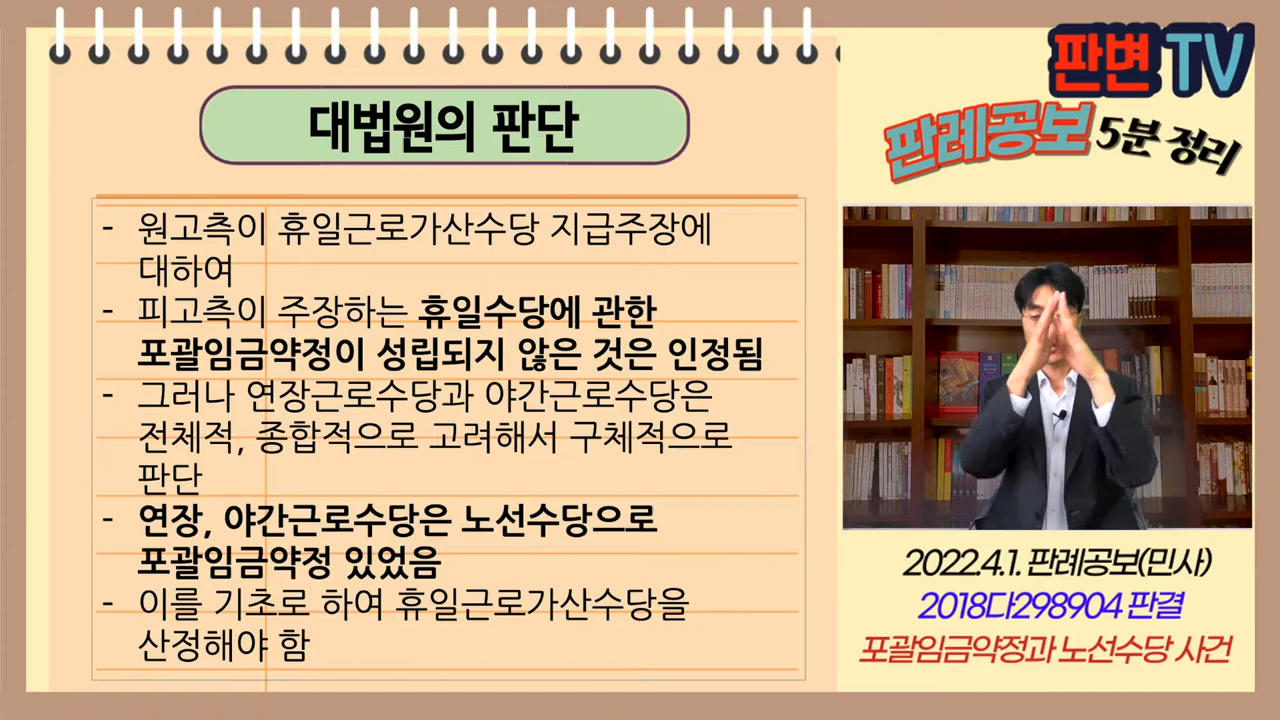 대법원의 판단
- 원고측이 휴일근로가산수당 지급주장에
대하여
- 피고측이 주장하는 휴일수당에 관한
포괄임금약정이 성립되지 않은 것은 인정됨
- 그러나 연장근로수당과 야간근로수당은
전체적, 종합적으로 고려해서 구체적으로
판단
- 연장, 야간근로수당은 노선수당으로
포괄임금약정 있었음
- 이를 기초로 하여 휴일근로가산수당을
산정해야 함
판변 TV
판례공보 5분 정리
2022.4.1. 판례공보(민사)
2018다298904 판결
포괄임금약정과 노선수당 사건